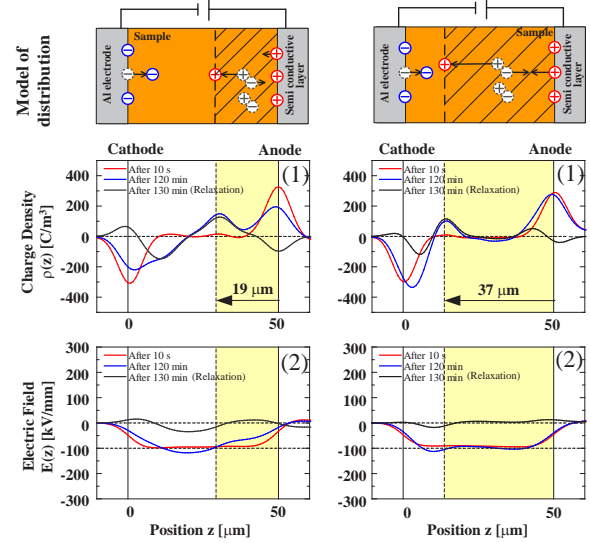 Model of
distribution
Al electrode
Sample
Semi conductive
layer
Al electrode
Sample
Semi conductive
layer
Cathode
Anode
Cathode
Anode
Charge Density
ρ(z) [C/m³]
400
200
0
-200
-400
After 10 s
After 120 min
After 130 min (Relaxation)
(1)
19 μm
0
50
400
200
0
-200
-400
After 10 s
After 120 min
After 130 min (Relaxation)
(1)
37 μm
0
50
Electric Field
E(z) [kV/mm]
300
200
100
0
-100
-200
-300
After 10 s
After 120 min
After 130 min (Relaxation)
(2)
0
50
Position z [μm]
300
200
100
0
-100
-200
-300
After 10 s
After 120 min
After 130 min (Relaxation)
(2)
0
50
Position z [μm]